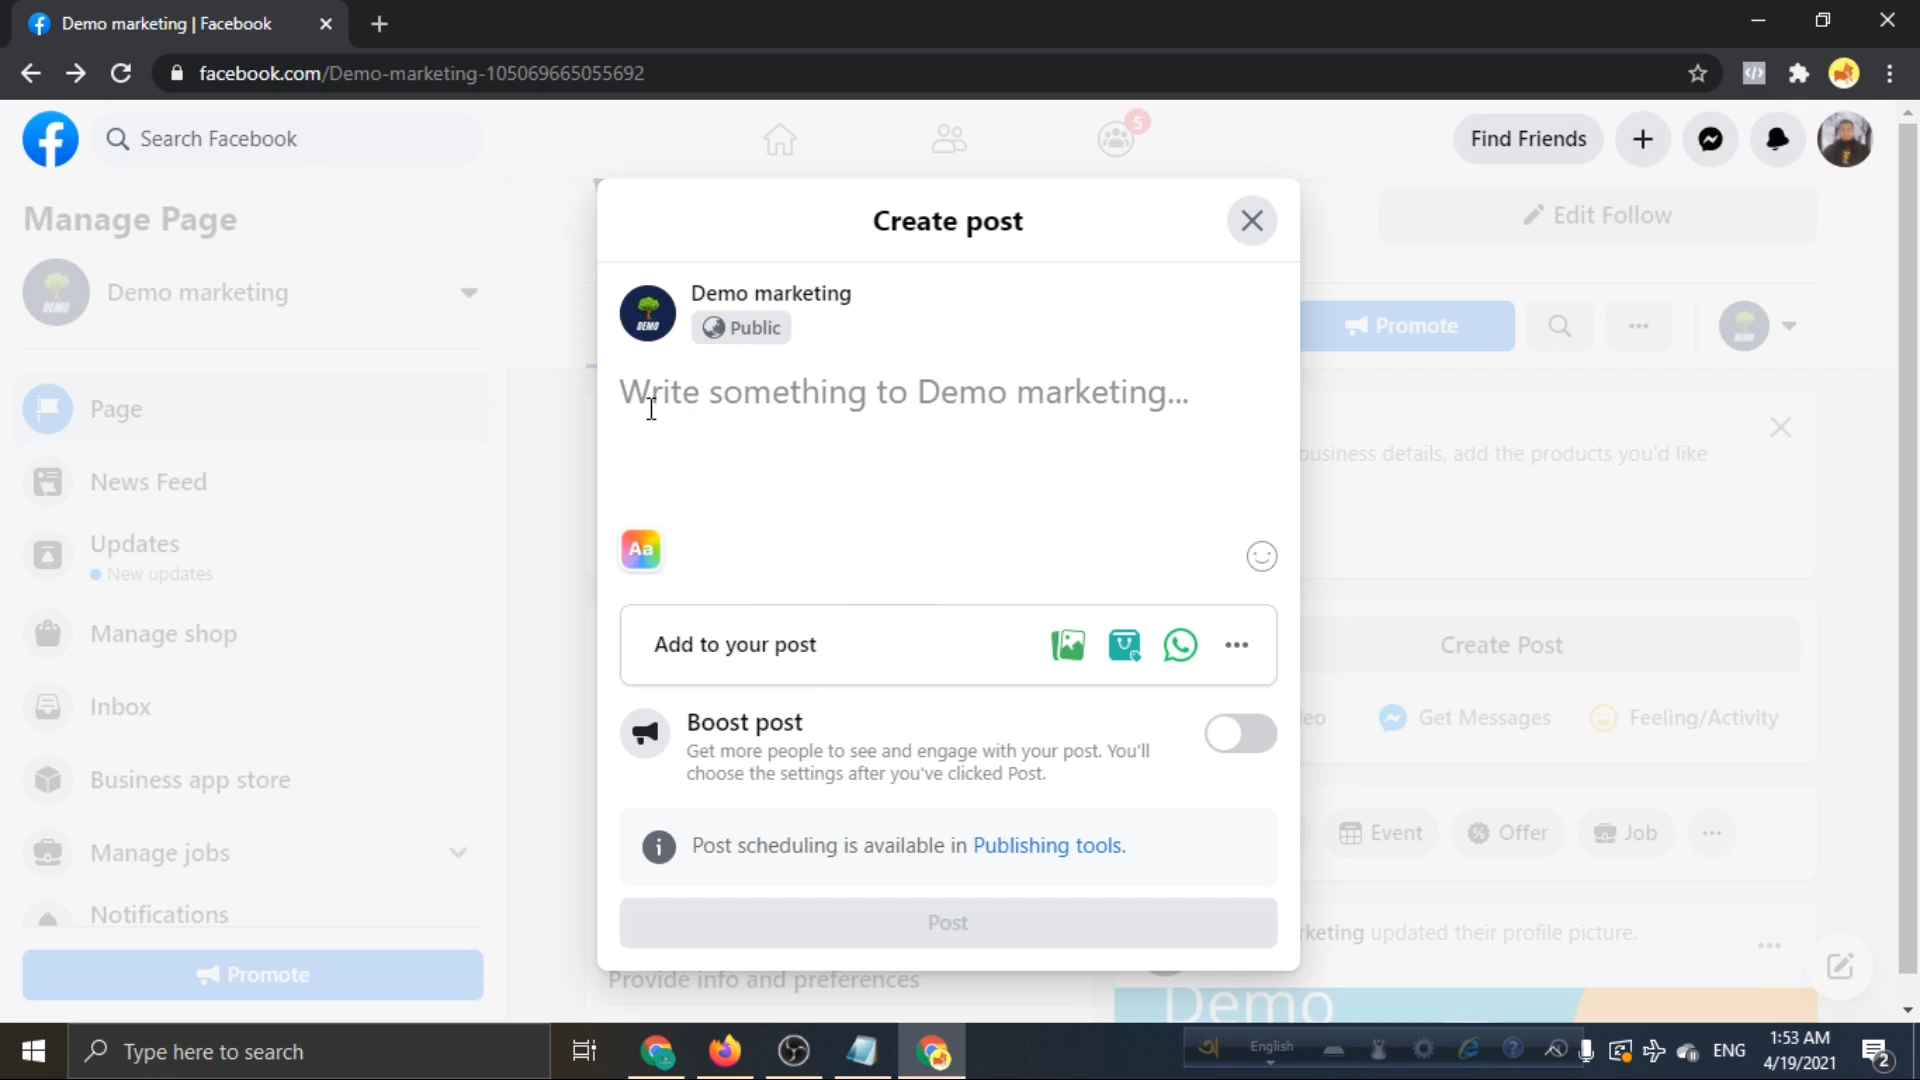 Demo marketing | Facebook
facebook.com/Demo-marketing-105069665055692
Search Facebook
5
Find Friends
Manage Page
Demo marketing
Page
News Feed
Updates
New updates
Manage shop
Inbox
Business app store
Manage jobs
Notifications
Promote
Create post
DEMO
Demo marketing
Public
Write something to Demo marketing...
Aa
Add to your post
Boost post
Get more people to see and engage with your post. You'll
choose the settings after you've clicked Post.
Post scheduling is available in Publishing tools.
Post
Provide info and preferences
Edit Follow
Promote
business details, add the products you'd like
Create Post
Get Messages
Feeling/Activity
Event
Offer
Job
updated their profile picture.
Demo
Type here to search
English
ENG
1:53 AM
4/19/2021
2